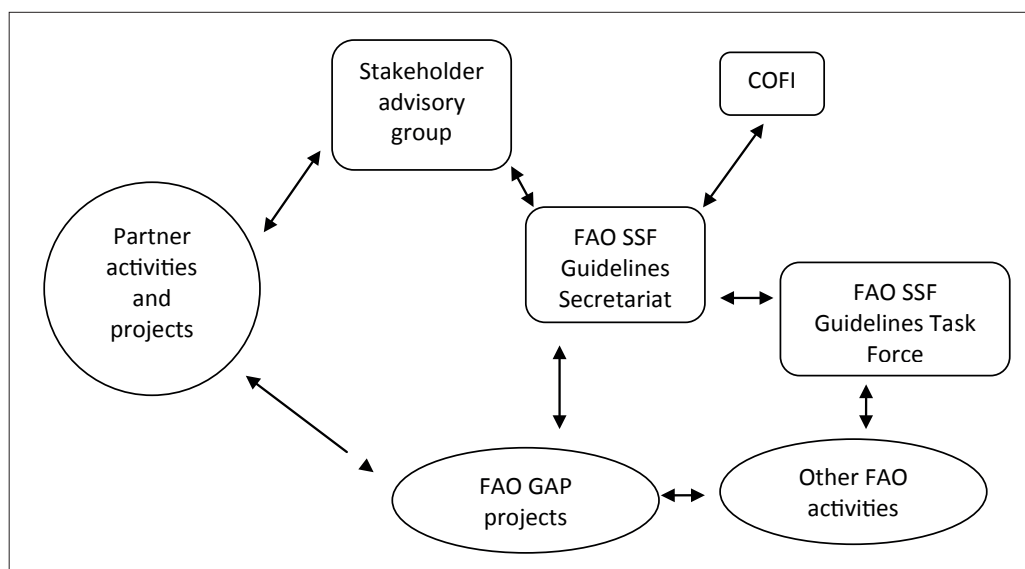 Stakeholder
advisory
group
COFI
Partner
activities
and
projects
FAO SSF
Guidelines
Secretariat
FAO SSF
Guidelines Task
Force
FAO GAP
projects
Other FAO
activities